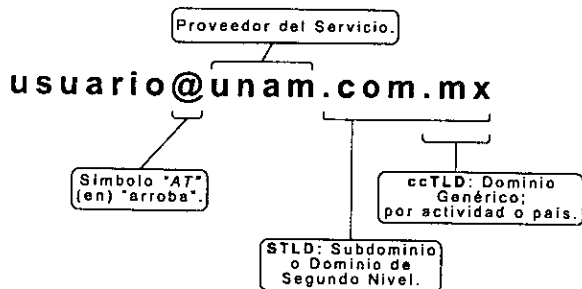 Proveedor del Servicio.
usuario@unam.com.mx
Símbolo "AT"
(en) "arroba".
ccTLD: Dominio
Genérico;
por actividad o país.
STLD: Subdominio
o Dominio de
Segundo Nivel.